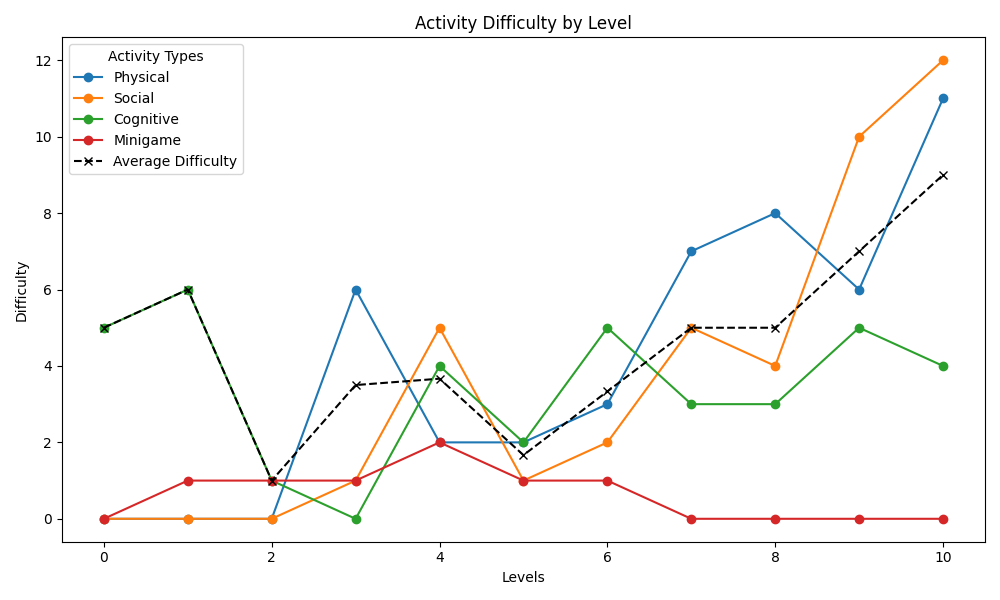 Activity Difficulty by Level
Activity Types
Physical
Social
Cognitive
Minigame
Average Difficulty
Difficulty
12
10
8
6
4
2
0
0 2 4 6 8 10
Levels